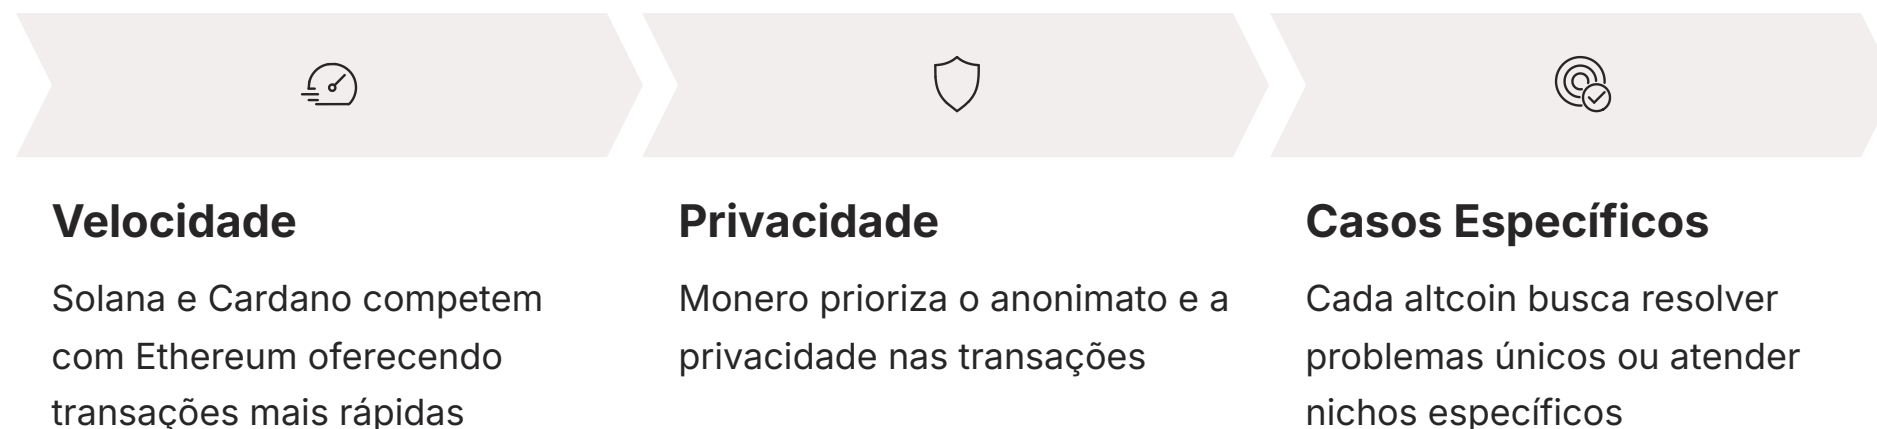 Velocidade
Solana e Cardano competem
com Ethereum oferecendo
transações mais rápidas
Privacidade
Monero prioriza o anonimato e a
privacidade nas transações
Casos Específicos
Cada altcoin busca resolver
problemas únicos ou atender
nichos específicos